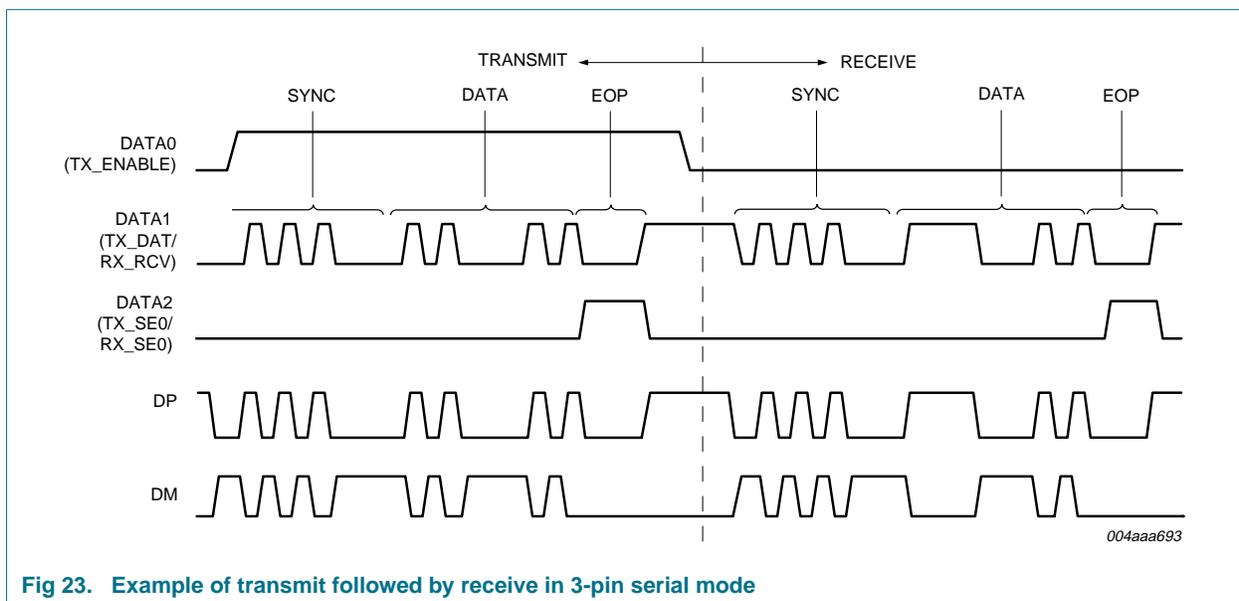 TRANSMIT
RECEIVE
SYNC
DATA
EOP
SYNC
DATA
EOP
DATA0
(TX_ENABLE)
DATA1
(TX_DAT/
RX_RCV)
DATA2
(TX_SE0/
RX_SE0)
DP
DM
004aaa693
Fig 23. Example of transmit followed by receive in 3-pin serial mode